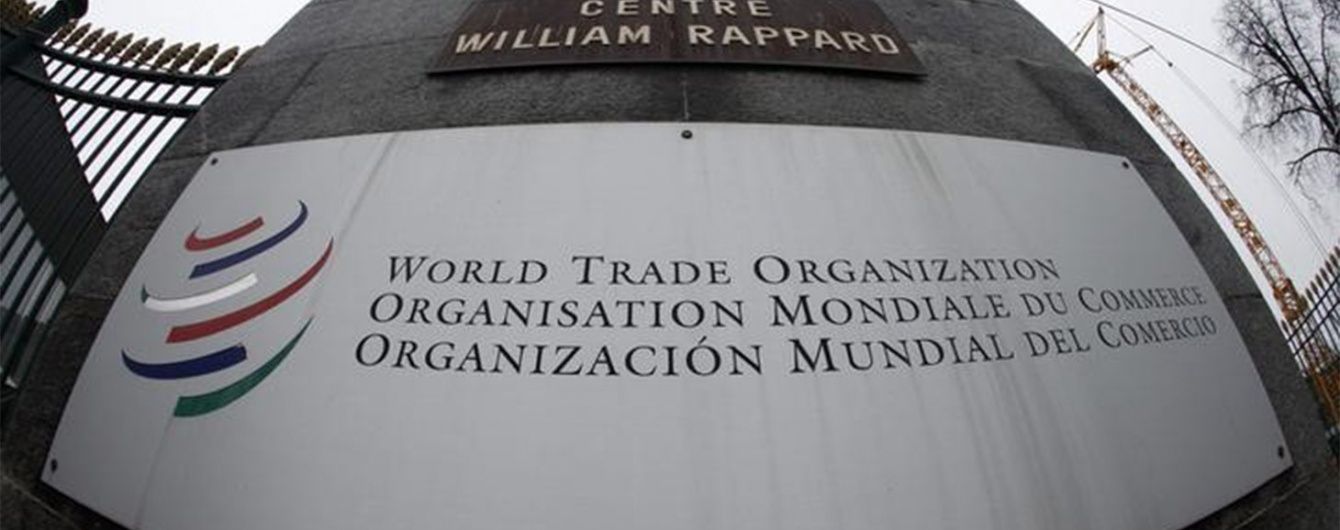 CENTRE
WILLIAM RAPPARD
WORLD TRADE ORGANIZATION
ORGANISATION MONDIALE DU COMMERCE
ORGANIZACIÓN MUNDIAL DEL COMERCIO